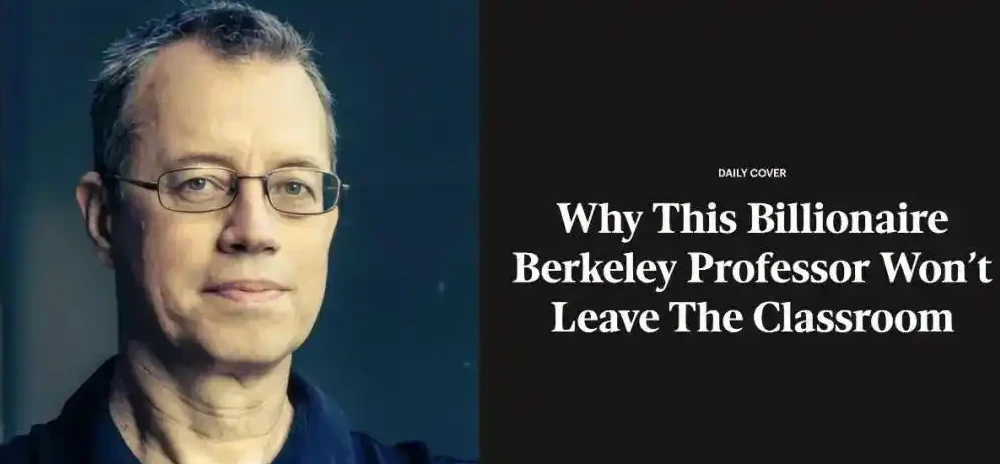 DAILY COVER
Why This Billionaire
Berkeley Professor Won't
Leave The Classroom